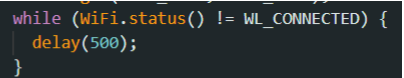 while (WiFi.status() != WL_CONNECTED) {
  delay(500);
}